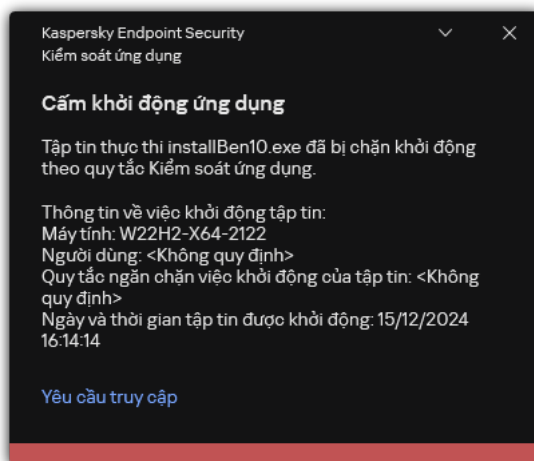 Kaspersky Endpoint Security
Kiểm soát ứng dụng
Cấm khởi động ứng dụng
Tập tin thực thi installBen10.exe đã bị chặn khởi động
theo quy tắc Kiểm soát ứng dụng.
Thông tin về việc khởi động tập tin:
Máy tính: W22H2-X64-2122
Người dùng: <Không quy định>
Quy tắc ngăn chặn việc khởi động của tập tin: <Không
quy định>
Ngày và thời gian tập tin được khởi động: 15/12/2024
16:14:14
Yêu cầu truy cập